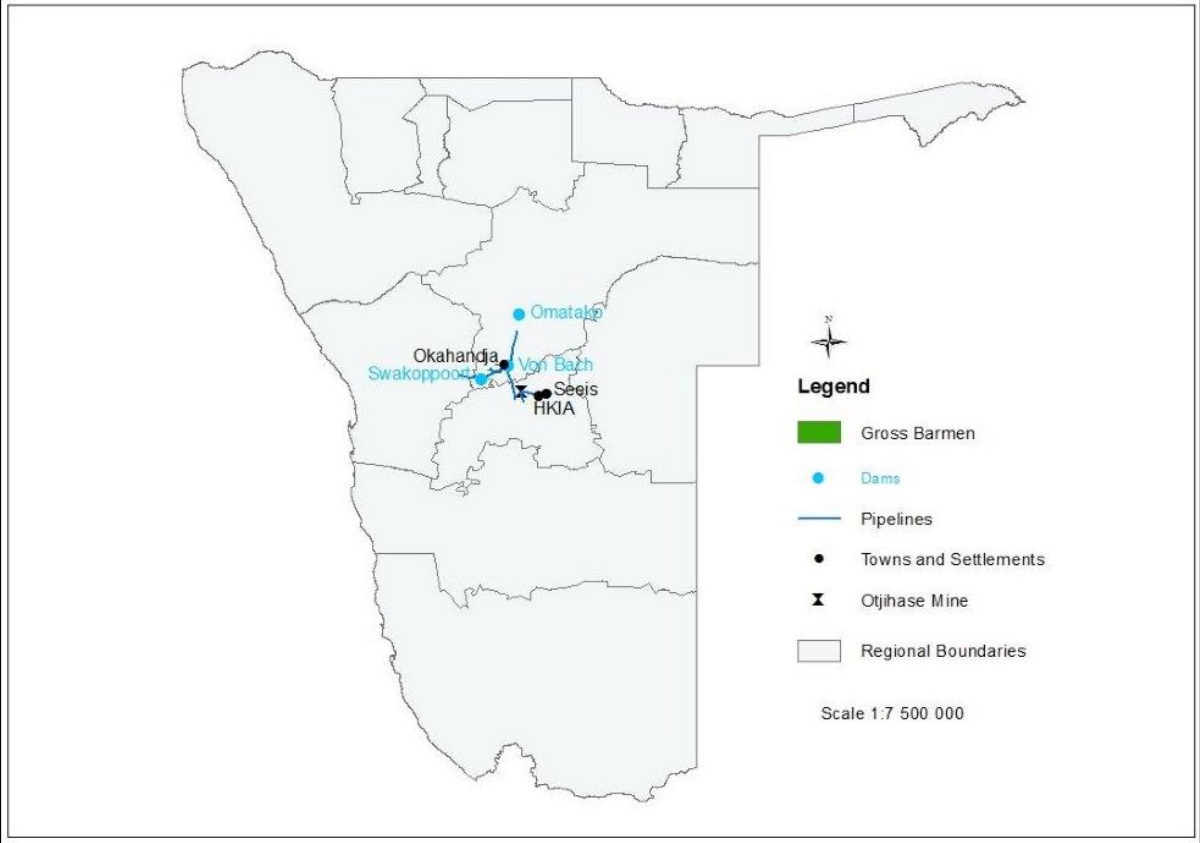 Omatako
Okahandja
Von Bach
Swakoppoort
Seeis
HKIA
N
Legend
Gross Barmen
Dams
Pipelines
Towns and Settlements
Otjihase Mine
Regional Boundaries
Scale 1:7 500 000